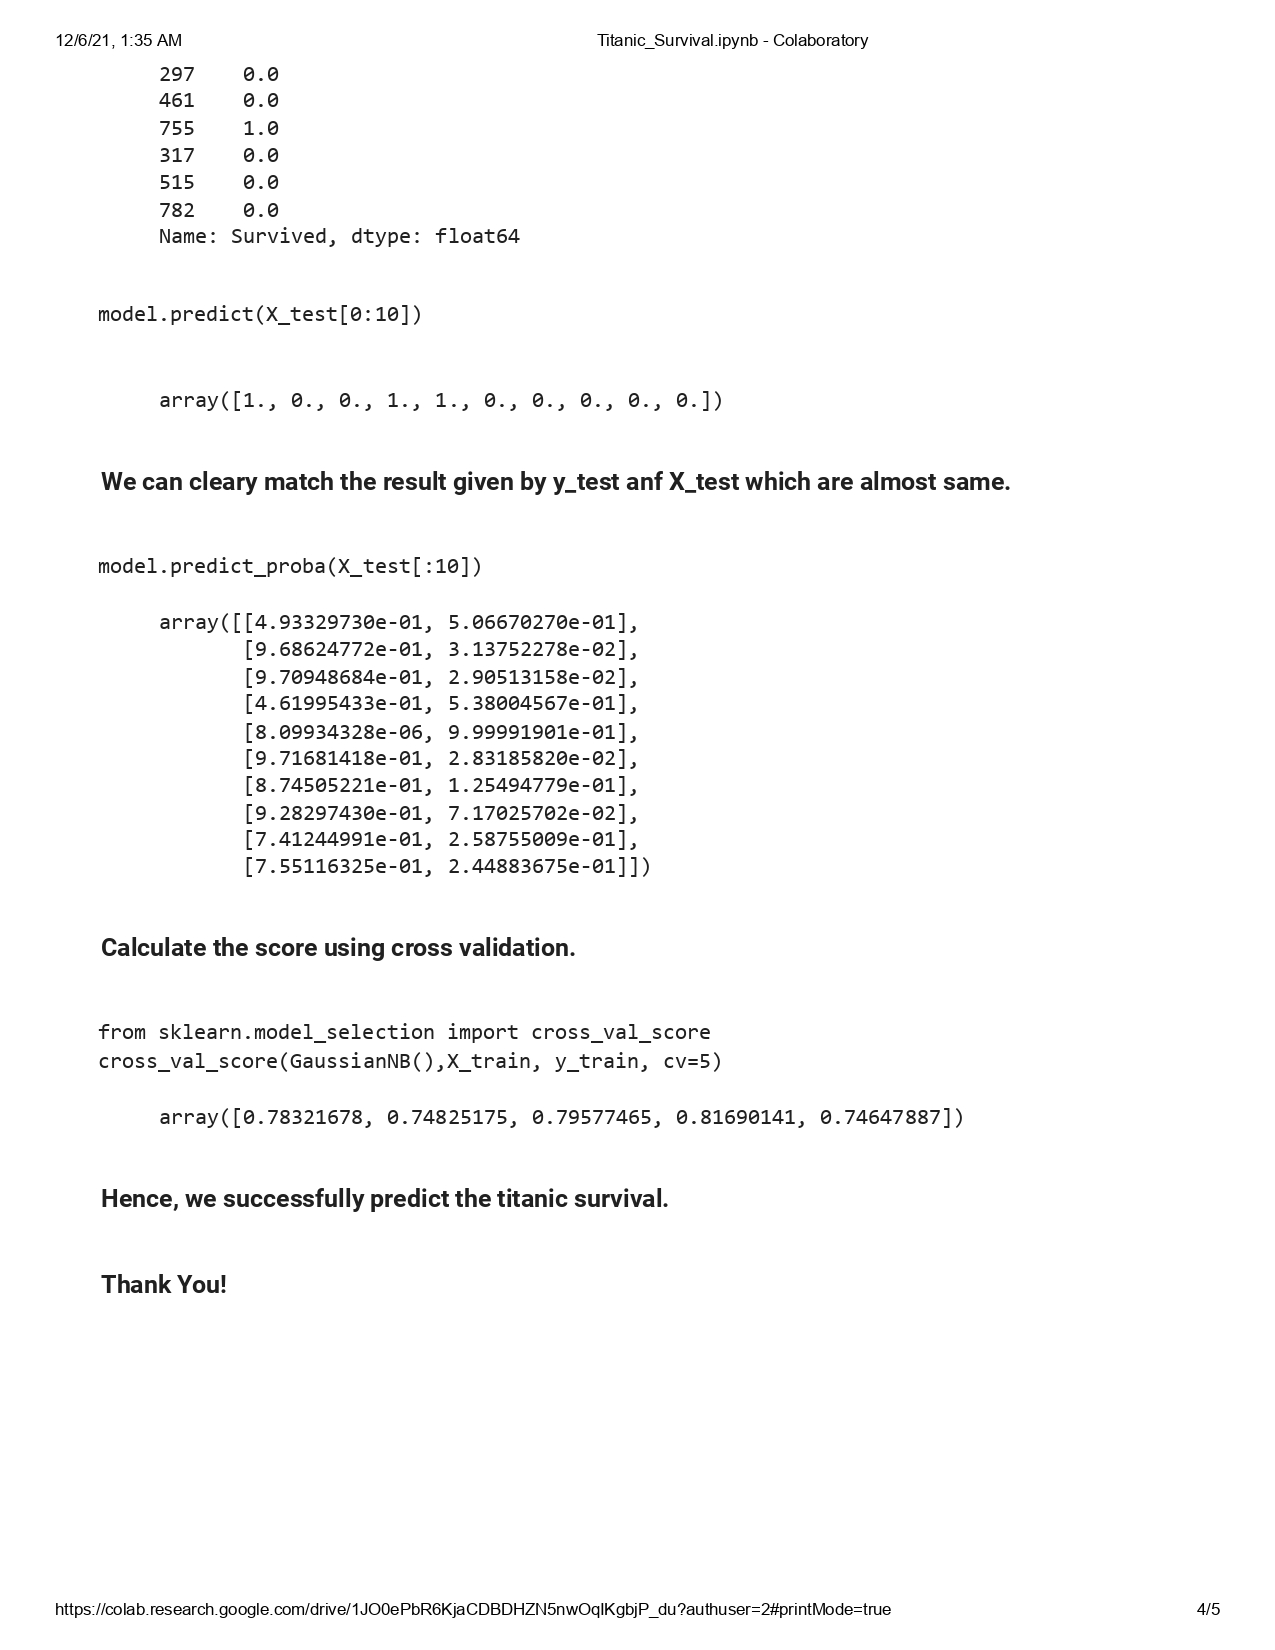 12/6/21, 1:35 AM Titanic_Survival.ipynb - Colaboratory
297 0.0
461 0.0
755 1.0
317 0.0
515 0.0
782 0.0
Name: Survived, dtype: float64
model.predict(X_test[0:10])
array([1., 0., 0., 1., 1., 0., 0., 0., 0., 0.])
We can cleary match the result given by y_test anf X_test which are almost same.
model.predict_proba(X_test[:10])
array([[4.93329730e-01, 5.06670270e-01],
[9.68624772e-01, 3.13752278e-02],
[9.70948684e-01, 2.90513158e-02],
[4.61995433e-01, 5.38004567e-01],
[8.09934328e-06, 9.99991901e-01],
[9.71681418e-01, 2.83185820e-02],
[8.74505221e-01, 1.25494779e-01],
[9.28297430e-01, 7.17025702e-02],
[7.41244991e-01, 2.58755009e-01],
[7.55116325e-01, 2.44883675e-01]])
Calculate the score using cross validation.
from sklearn.model_selection import cross_val_score
cross_val_score(GaussianNB(),X_train, y_train, cv=5)
array([0.78321678, 0.74825175, 0.79577465, 0.81690141, 0.74647887])
Hence, we successfully predict the titanic survival.
Thank You!
https://colab.research.google.com/drive/1JO0ePbR6KjaCDBDHZN5nwOqIKgbjP_du?authuser=2#printMode=true 4/5